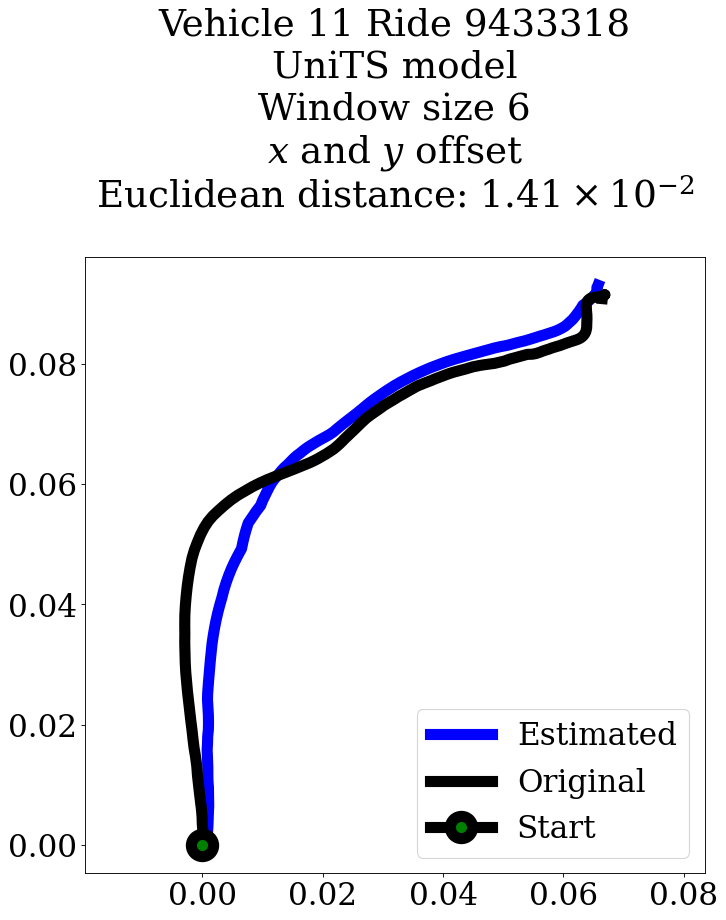 Vehicle 11 Ride 9433318
UniTS model
Window size 6
x and y offset
Euclidean distance: 1.41 × 10⁻²
0.08
0.06
0.04
0.02
0.00
Estimated
Original
Start
0.00 0.02 0.04 0.06 0.08